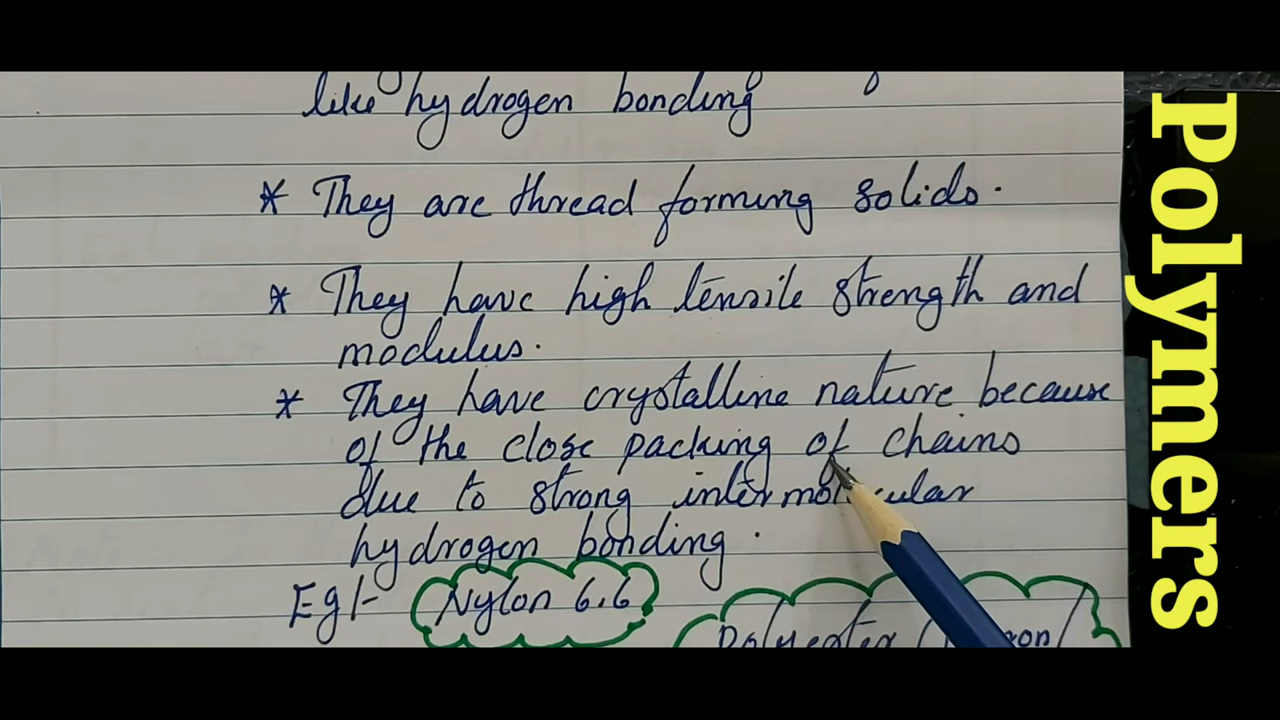 like hydrogen bonding
* They are thread forming solids.
* They have high tensile strength and
modulus.
* They have crystalline nature because
of the close packing of chains
due to strong intermolecular
hydrogen bonding.
Eg:- Nylon 6,6
Polyester (
Polymers